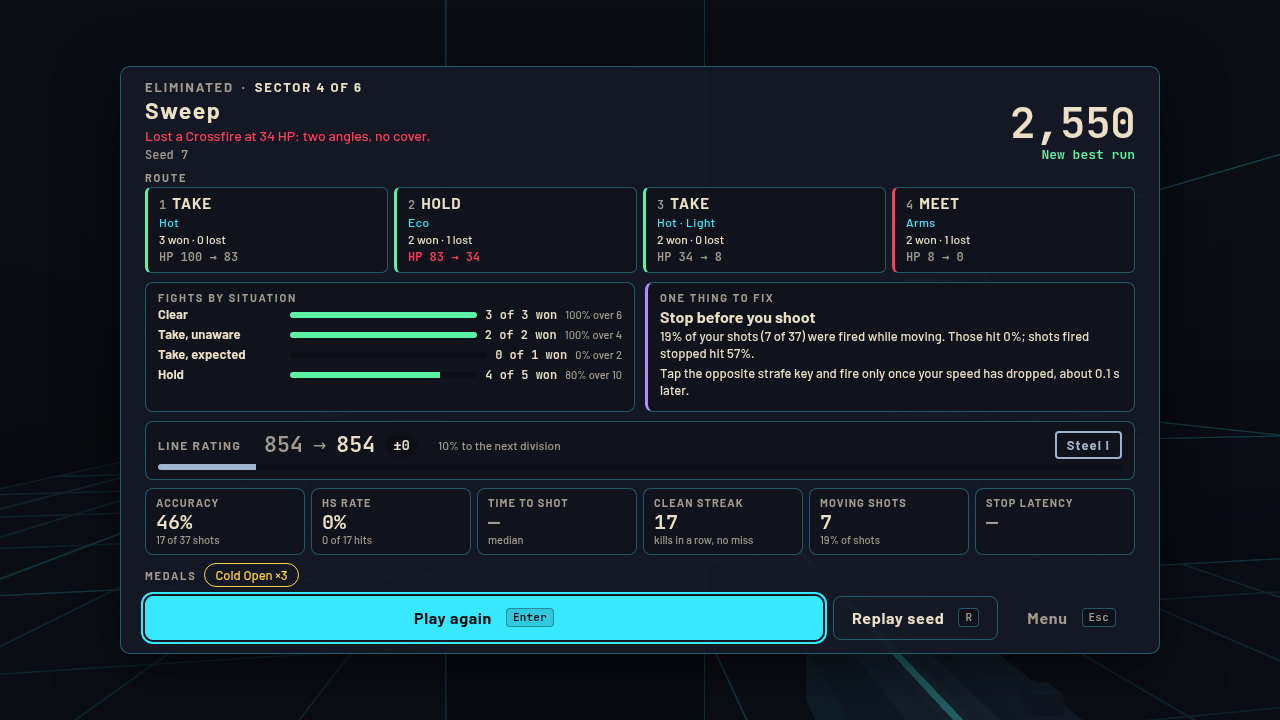 ELIMINATED · SECTOR 4 OF 6
Sweep
Lost a Crossfire at 34 HP: two angles, no cover.
Seed 7
2,550
New best run
ROUTE
1 TAKE
Hot
3 won · 0 lost
HP 100 → 83
2 HOLD
Eco
2 won · 1 lost
HP 83 → 34
3 TAKE
Hot · Light
2 won · 0 lost
HP 34 → 8
4 MEET
Arms
2 won · 1 lost
HP 8 → 0
FIGHTS BY SITUATION
Clear 3 of 3 won 100% over 6
Take, unaware 2 of 2 won 100% over 4
Take, expected 0 of 1 won 0% over 2
Hold 4 of 5 won 80% over 10
ONE THING TO FIX
Stop before you shoot
19% of your shots (7 of 37) were fired while moving. Those hit 0%; shots fired
stopped hit 57%.
Tap the opposite strafe key and fire only once your speed has dropped, about 0.1 s
later.
LINE RATING 854 → 854 ±0 10% to the next division
Steel I
ACCURACY
46%
17 of 37 shots
HS RATE
0%
0 of 17 hits
TIME TO SHOT
—
median
CLEAN STREAK
17
kills in a row, no miss
MOVING SHOTS
7
19% of shots
STOP LATENCY
—
MEDALS Cold Open ×3
Play again Enter
Replay seed R
Menu Esc